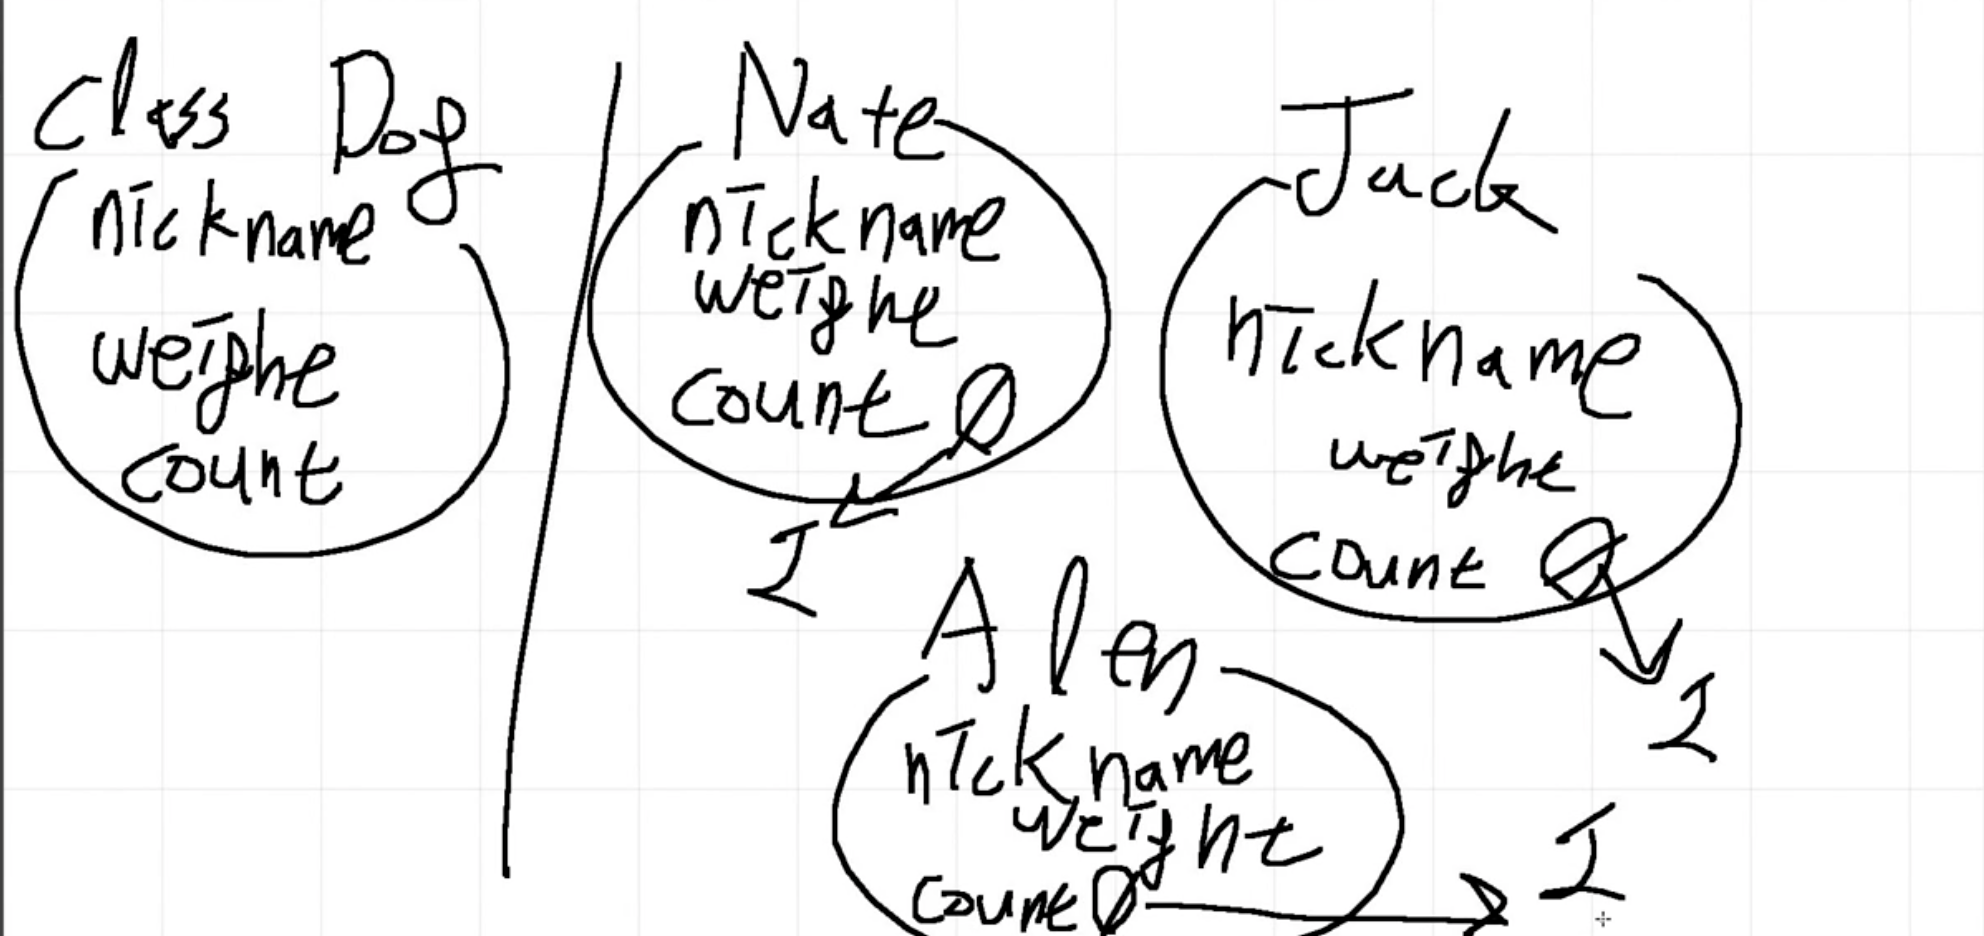 Class Dog
nickname
weight
count
Nate
nickname
weight
count 0
1
Jack
nickname
weight
count 0
1
Alen
nickname
weight
count 0
1